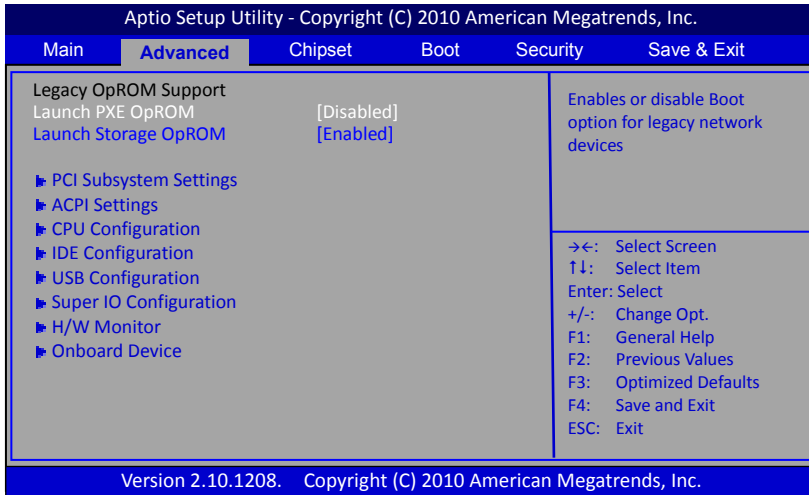 Aptio Setup Utility - Copyright (C) 2010 American Megatrends, Inc.
Main Advanced Chipset Boot Security Save & Exit
Legacy OpROM Support
Launch PXE OpROM [Disabled]
Launch Storage OpROM [Enabled]
PCI Subsystem Settings
ACPI Settings
CPU Configuration
IDE Configuration
USB Configuration
Super IO Configuration
H/W Monitor
Onboard Device
Enables or disable Boot
option for legacy network
devices
→←: Select Screen
↑↓: Select Item
Enter: Select
+/-: Change Opt.
F1: General Help
F2: Previous Values
F3: Optimized Defaults
F4: Save and Exit
ESC: Exit
Version 2.10.1208. Copyright (C) 2010 American Megatrends, Inc.